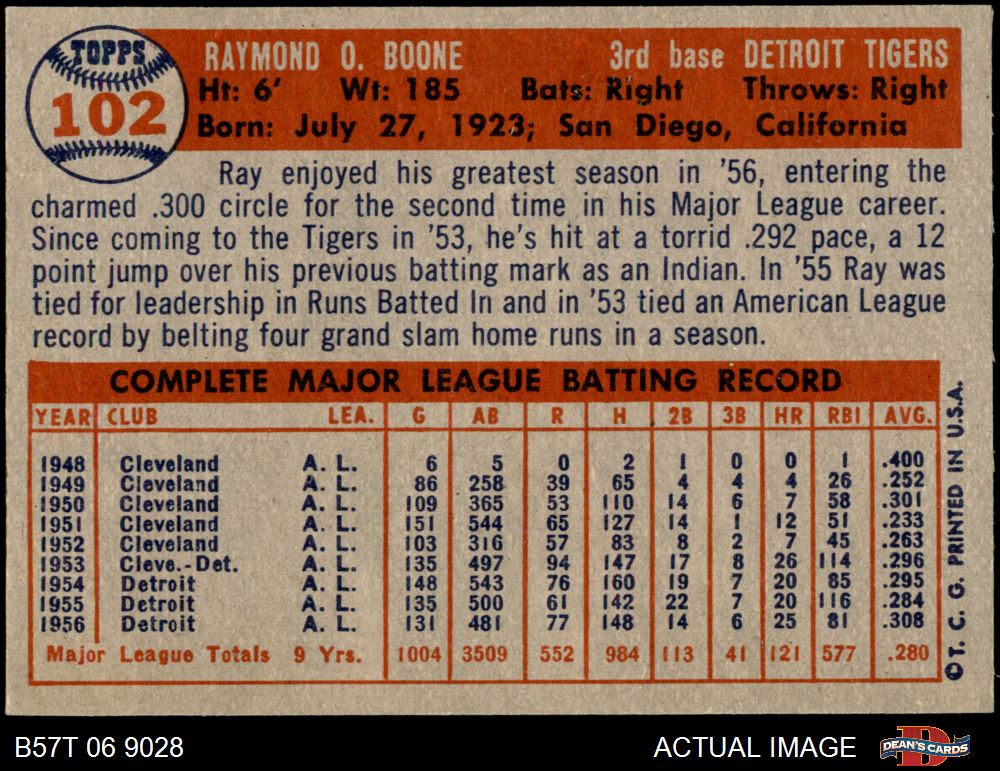 TOPPS
102
RAYMOND O. BOONE 3rd base DETROIT TIGERS
Ht: 6' Wt: 185 Bats: Right Throws: Right
Born: July 27, 1923; San Diego, California
Ray enjoyed his greatest season in '56, entering the
charmed .300 circle for the second time in his Major League career.
Since coming to the Tigers in '53, he's hit at a torrid .292 pace, a 12
point jump over his previous batting mark as an Indian. In '55 Ray was
tied for leadership in Runs Batted In and in '53 tied an American League
record by belting four grand slam home runs in a season.
COMPLETE MAJOR LEAGUE BATTING RECORD
YEAR CLUB LEA. G AB R H 2B 3B HR RBI AVG.
1948 Cleveland A. L. 6 5 0 2 1 0 0 1 .400
1949 Cleveland A. L. 86 258 39 65 4 4 4 26 .252
1950 Cleveland A. L. 109 365 53 110 14 6 7 58 .301
1951 Cleveland A. L. 151 544 65 127 14 1 12 51 .233
1952 Cleveland A. L. 103 316 57 83 8 2 7 45 .263
1953 Cleve.-Det. A. L. 135 497 94 147 17 8 26 114 .296
1954 Detroit A. L. 148 543 76 160 19 7 20 85 .295
1955 Detroit A. L. 135 500 61 142 22 7 20 116 .284
1956 Detroit A. L. 131 481 77 148 14 6 25 81 .308
Major League Totals 9 Yrs. 1004 3509 552 984 113 41 121 577 .280
©T. C. G. PRINTED IN U.S.A.
B57T 06 9028 ACTUAL IMAGE DEAN'S CARDS